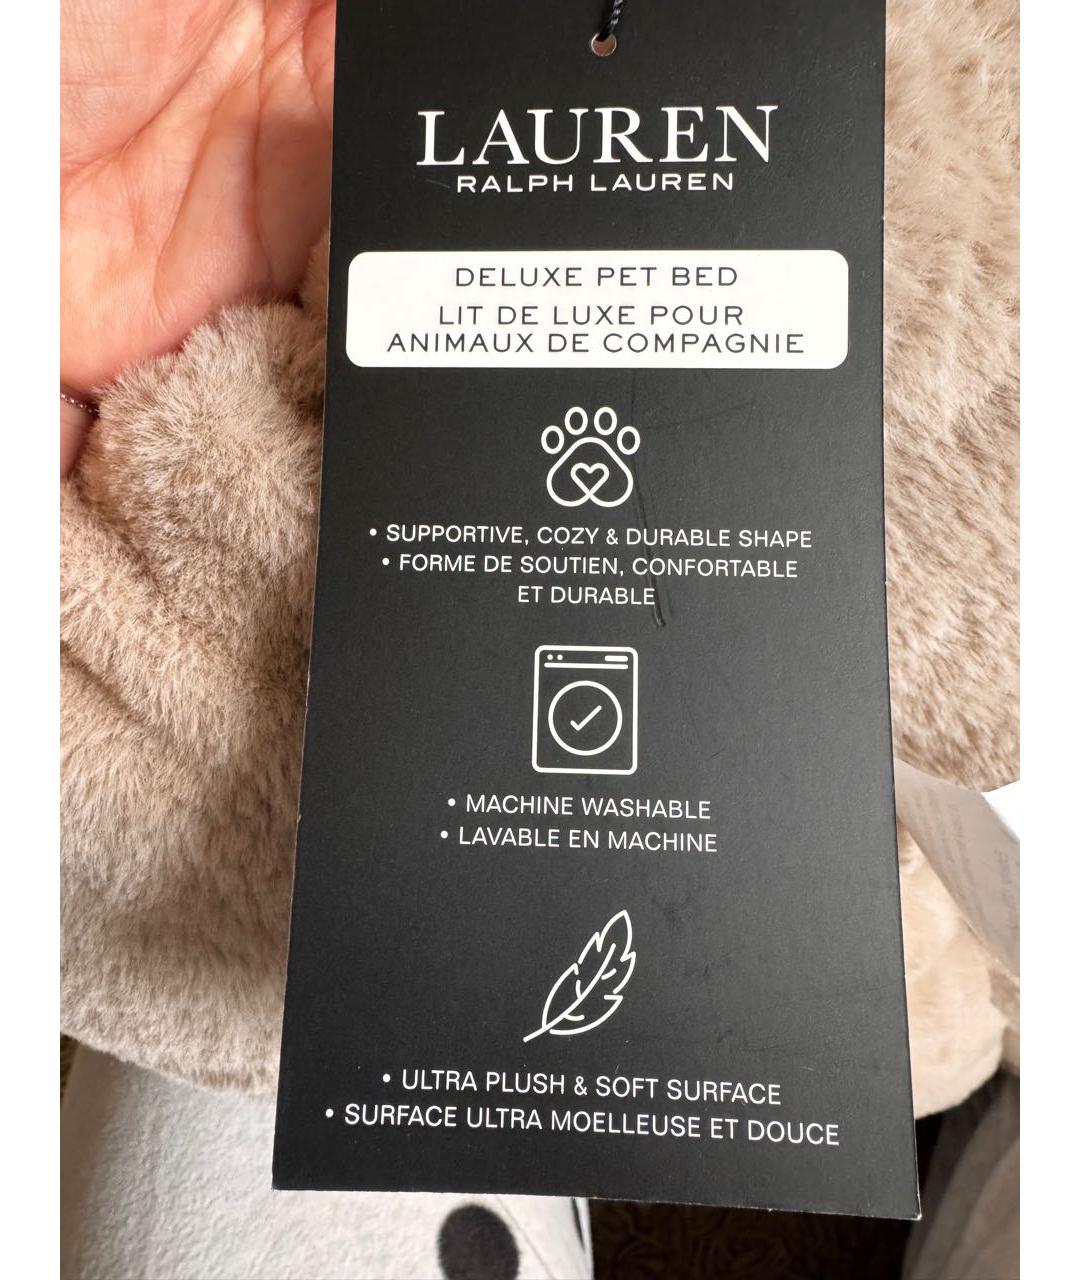 LAUREN
RALPH LAUREN
DELUXE PET BED
LIT DE LUXE POUR
ANIMAUX DE COMPAGNIE
• SUPPORTIVE, COZY & DURABLE SHAPE
• FORME DE SOUTIEN, CONFORTABLE
ET DURABLE
• MACHINE WASHABLE
• LAVABLE EN MACHINE
• ULTRA PLUSH & SOFT SURFACE
• SURFACE ULTRA MOELLEUSE ET DOUCE